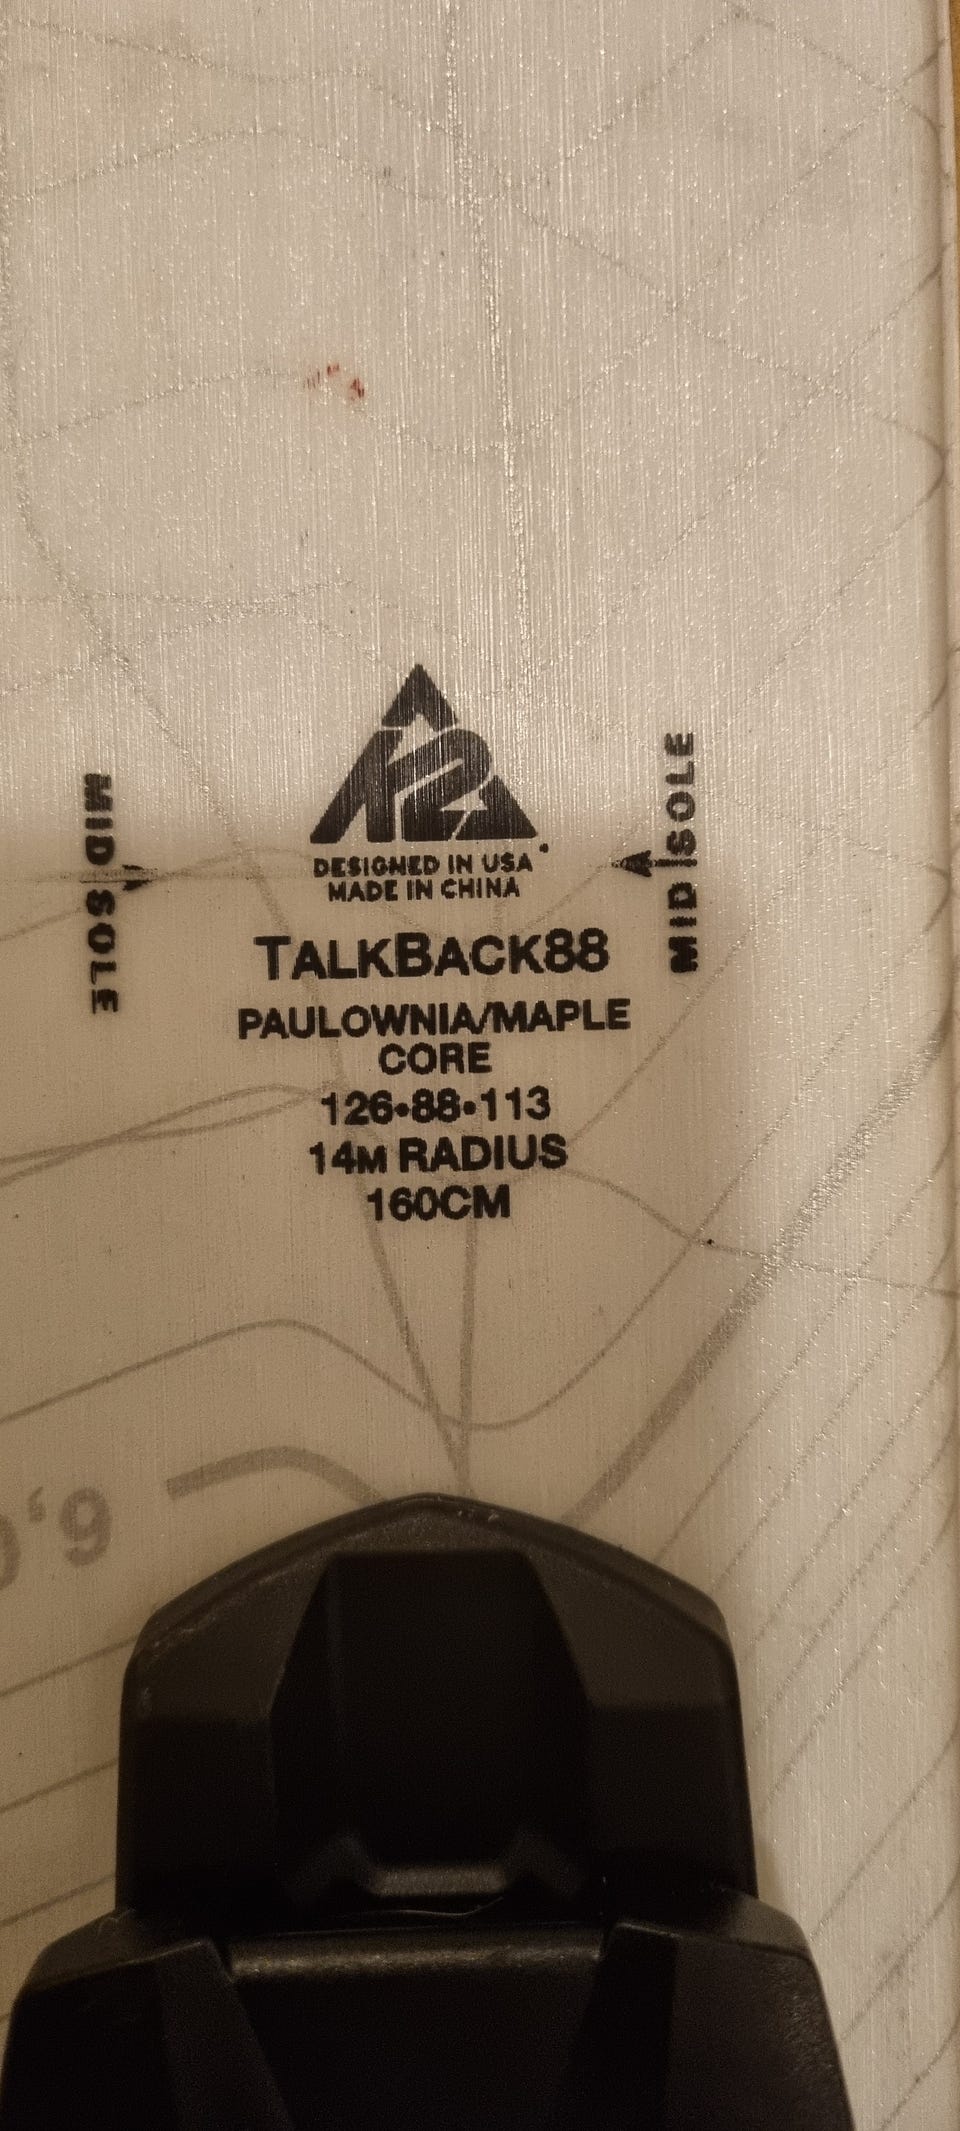 K2
DESIGNED IN USA
MADE IN CHINA
MID SOLE
MID SOLE
TALKBACK88
PAULOWNIA/MAPLE
CORE
126•88•113
14M RADIUS
160CM